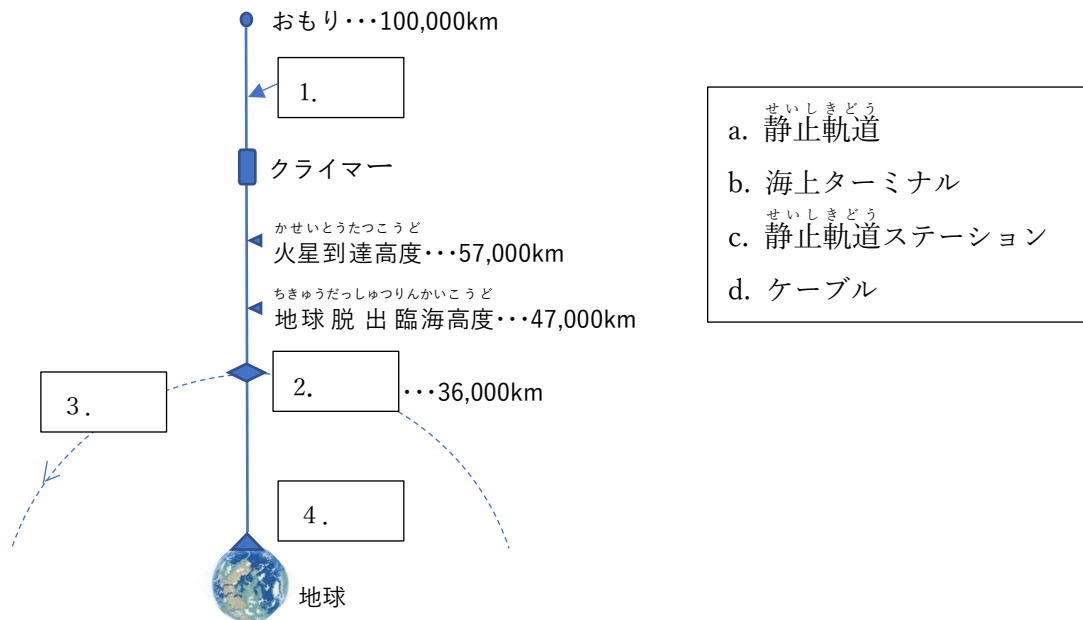 おもり･･･100,000km
1.
クライマー
かせいとうたつこうど
火星到達高度･･･57,000km
ちきゅうだっしゅつりんかいこうど
地球脱出臨海高度･･･47,000km
2.
･･･36,000km
3.
4.
地球
せいしきどう
a. 静止軌道
b. 海上ターミナル
せいしきどう
c. 静止軌道ステーション
d. ケーブル